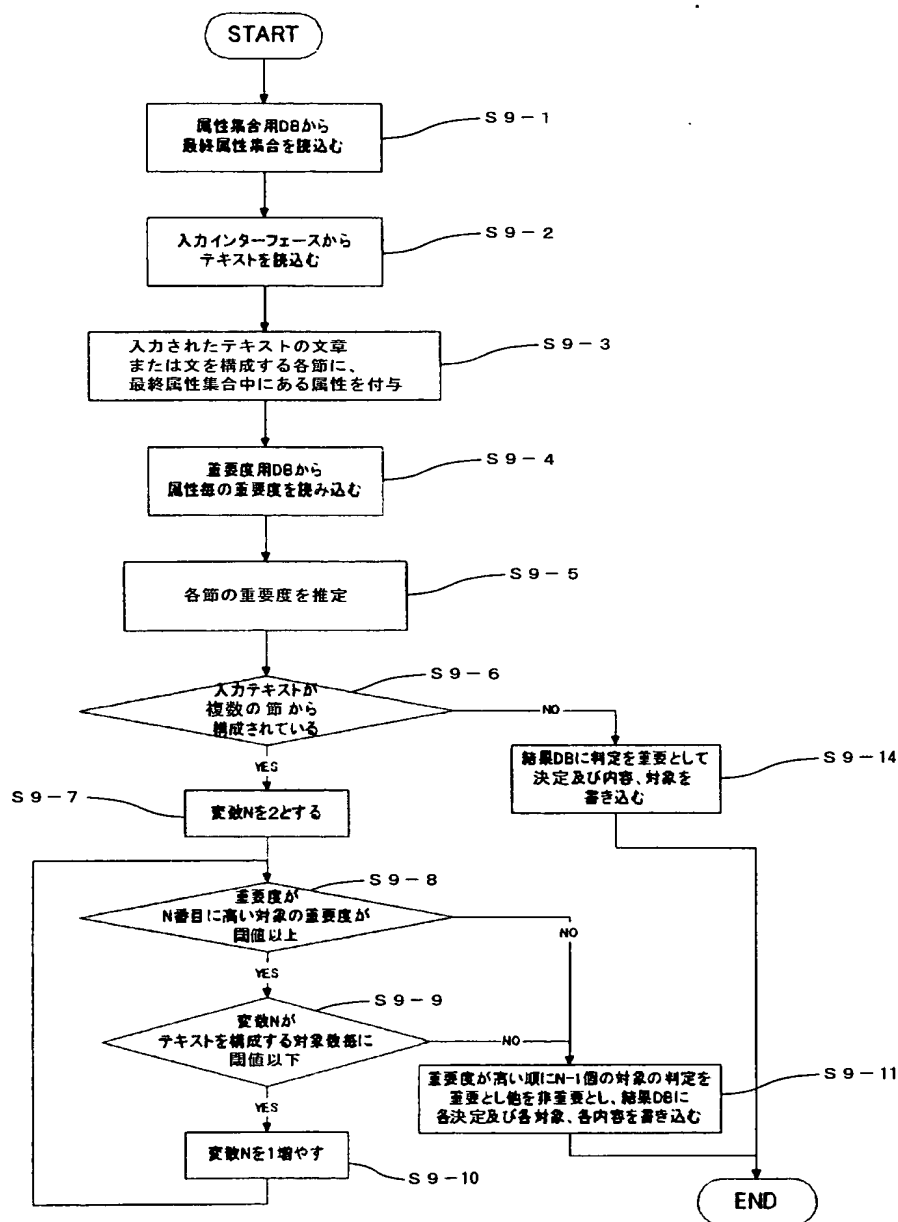 START
属性集合用DBから
最終属性集合を読込む
S9-1
入力インターフェースから
テキストを読込む
S9-2
入力されたテキストの文章
または文を構成する各節に、
最終属性集合中にある属性を付与
S9-3
重要度用DBから
属性毎の重要度を読み込む
S9-4
各節の重要度を推定
S9-5
入力テキストが
複数の節から
構成されている
S9-6
NO
YES
結果DBに判定を重要として
決定及び内容、対象を
書き込む
S9-14
S9-7
変数Nを2とする
S9-8
重要度が
N番目に高い対象の重要度が
閾値以上
NO
YES
S9-9
変数Nが
テキストを構成する対象数毎に
閾値以下
NO
YES
重要度が高い順にN-1個の対象の判定を
重要とし他を非重要とし、結果DBに
各決定及び各対象、各内容を書き込む
S9-11
変数Nを1増やす
S9-10
END